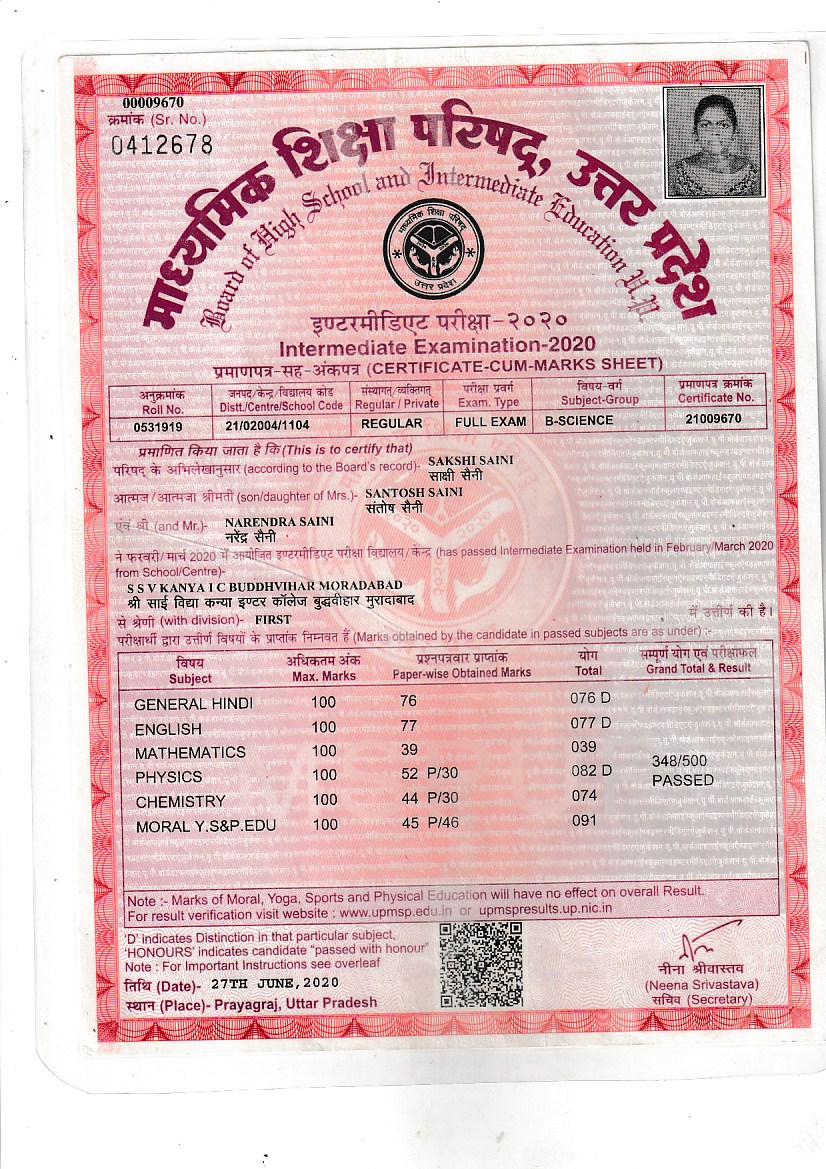 00009670
क्रमांक (Sr. No.)
0412678
माध्यमिक शिक्षा परिषद्, उत्तर प्रदेश
Board of High School and Intermediate Education U.P.
माध्यमिक शिक्षा परिषद
उत्तर प्रदेश
इण्टरमीडिएट परीक्षा-२०२०
Intermediate Examination-2020
प्रमाणपत्र-सह-अंकपत्र (CERTIFICATE-CUM-MARKS SHEET)
अनुक्रमांक जनपद/केन्द्र/विद्यालय कोड संस्थागत/व्यक्तिगत परीक्षा प्रवर्ग विषय-वर्ग प्रमाणपत्र क्रमांक
Roll No. Distt./Centre/School Code Regular / Private Exam. Type Subject-Group Certificate No.
0531919 21/02004/1104 REGULAR FULL EXAM B-SCIENCE 21009670
प्रमाणित किया जाता है कि (This is to certify that)
परिषद् के अभिलेखानुसार (according to the Board's record)- SAKSHI SAINI
साक्षी सैनी
आत्मज/आत्मजा श्रीमती (son/daughter of Mrs.)- SANTOSH SAINI
संतोष सैनी
एवं श्री (and Mr.)- NARENDRA SAINI
नरेंद्र सैनी
ने फरवरी/मार्च 2020 में आयोजित इण्टरमीडिएट परीक्षा विद्यालय/केन्द्र (has passed Intermediate Examination held in February/March 2020
from School/Centre)-
S S V KANYA I C BUDDHVIHAR MORADABAD
श्री साई विद्या कन्या इण्टर कॉलेज बुद्धवीहार मुरादाबाद
से श्रेणी (with division)- FIRST में उत्तीर्ण की है।
परीक्षार्थी द्वारा उत्तीर्ण विषयों के प्राप्तांक निम्नवत हैं (Marks obtained by the candidate in passed subjects are as under) :-
विषय अधिकतम अंक प्रश्नपत्रवार प्राप्तांक योग सम्पूर्ण योग एवं परीक्षाफल
Subject Max. Marks Paper-wise Obtained Marks Total Grand Total & Result
GENERAL HINDI 100 76 076 D
ENGLISH 100 77 077 D
MATHEMATICS 100 39 039
PHYSICS 100 52 P/30 082 D
CHEMISTRY 100 44 P/30 074
MORAL Y.S&P.EDU 100 45 P/46 091
348/500
PASSED
Note :- Marks of Moral, Yoga, Sports and Physical Education will have no effect on overall Result.
For result verification visit website : www.upmsp.edu.in or upmspresults.up.nic.in
'D' indicates Distinction in that particular subject,
'HONOURS' indicates candidate "passed with honour"
Note : For Important Instructions see overleaf
तिथि (Date)- 27TH JUNE,2020
स्थान (Place)- Prayagraj, Uttar Pradesh
नीना श्रीवास्तव
(Neena Srivastava)
सचिव (Secretary)